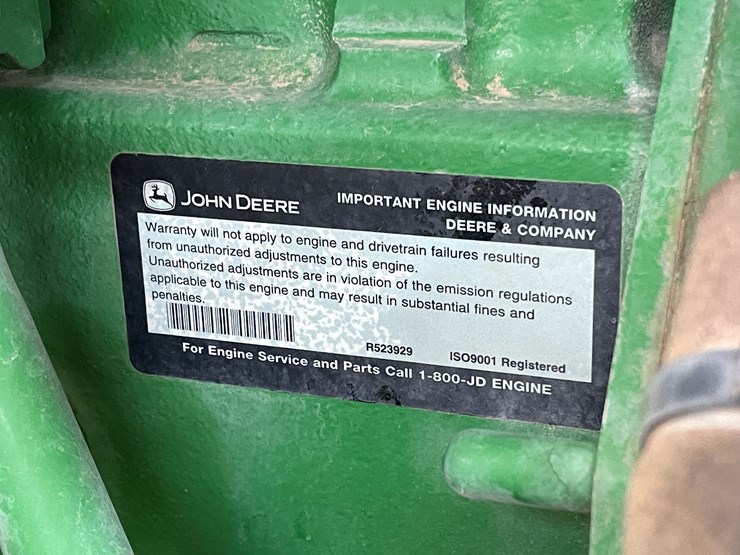 JOHN DEERE
IMPORTANT ENGINE INFORMATION
DEERE & COMPANY
Warranty will not apply to engine and drivetrain failures resulting
from unauthorized adjustments to this engine.
Unauthorized adjustments are in violation of the emission regulations
applicable to this engine and may result in substantial fines and
penalties.
R523929
ISO9001 Registered
For Engine Service and Parts Call 1-800-JD ENGINE